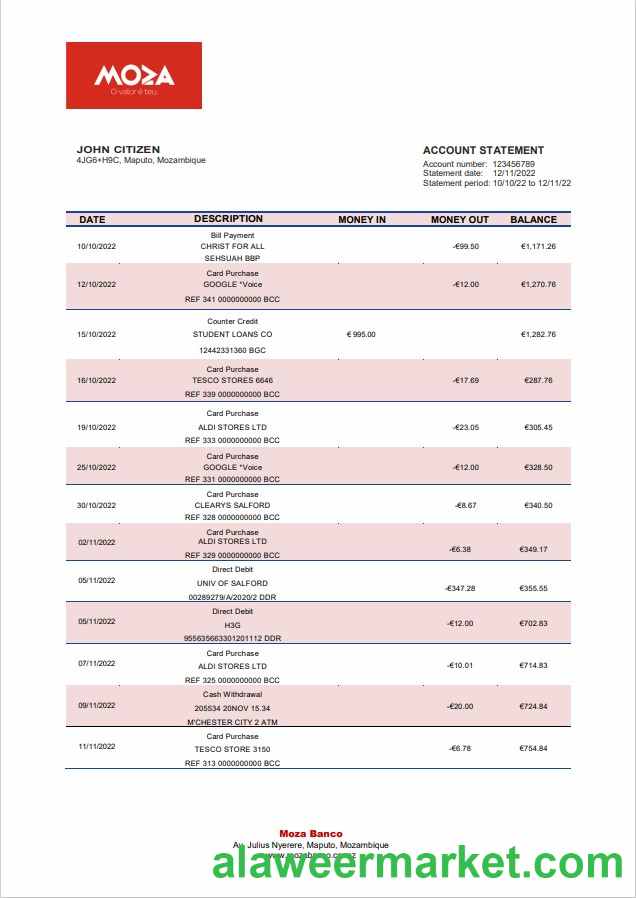 MOZA
O valor é teu.
JOHN CITIZEN
4JG6+H9C, Maputo, Mozambique
ACCOUNT STATEMENT
Account number: 123456789
Statement date: 12/11/2022
Statement period: 10/10/22 to 12/11/22
DATE DESCRIPTION MONEY IN MONEY OUT BALANCE
Bill Payment
10/10/2022 CHRIST FOR ALL -€99.50 €1,171.26
SEHSUAH BBP
Card Purchase
12/10/2022 GOOGLE *Voice -€12.00 €1,270.76
REF 341 0000000000 BCC
Counter Credit
15/10/2022 STUDENT LOANS CO €995.00 €1,282.76
12442331360 BGC
Card Purchase
16/10/2022 TESCO STORES 6646 -€17.69 €287.76
REF 339 0000000000 BCC
Card Purchase
19/10/2022 ALDI STORES LTD -€23.05 €305.45
REF 333 0000000000 BCC
Card Purchase
25/10/2022 GOOGLE *Voice -€12.00 €328.50
REF 331 0000000000 BCC
Card Purchase
30/10/2022 CLEARYS SALFORD -€8.67 €340.50
REF 328 0000000000 BCC
Card Purchase
02/11/2022 ALDI STORES LTD -€6.38 €349.17
REF 329 0000000000 BCC
Direct Debit
05/11/2022 UNIV OF SALFORD -€347.28 €355.55
00289279/A/2020/2 DDR
Direct Debit
05/11/2022 H3G -€12.00 €702.83
955635663301201112 DDR
Card Purchase
07/11/2022 ALDI STORES LTD -€10.01 €714.83
REF 325 0000000000 BCC
Cash Withdrawal
09/11/2022 205534 20NOV 15.34 -€20.00 €724.84
M'CHESTER CITY 2 ATM
Card Purchase
11/11/2022 TESCO STORE 3150 -€6.78 €754.84
REF 313 0000000000 BCC
Moza Banco
Av. Julius Nyerere, Maputo, Mozambique
alaweermarket.com